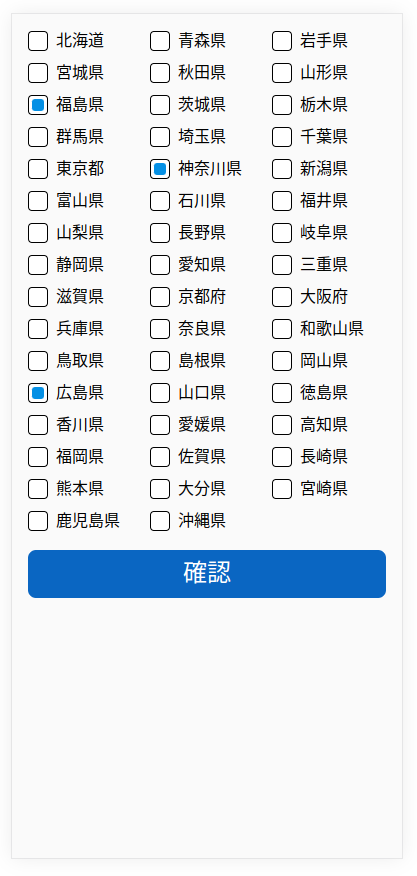 北海道 青森県 岩手県
宮城県 秋田県 山形県
福島県 茨城県 栃木県
群馬県 埼玉県 千葉県
東京都 神奈川県 新潟県
富山県 石川県 福井県
山梨県 長野県 岐阜県
静岡県 愛知県 三重県
滋賀県 京都府 大阪府
兵庫県 奈良県 和歌山県
鳥取県 島根県 岡山県
広島県 山口県 徳島県
香川県 愛媛県 高知県
福岡県 佐賀県 長崎県
熊本県 大分県 宮崎県
鹿児島県 沖縄県
確認